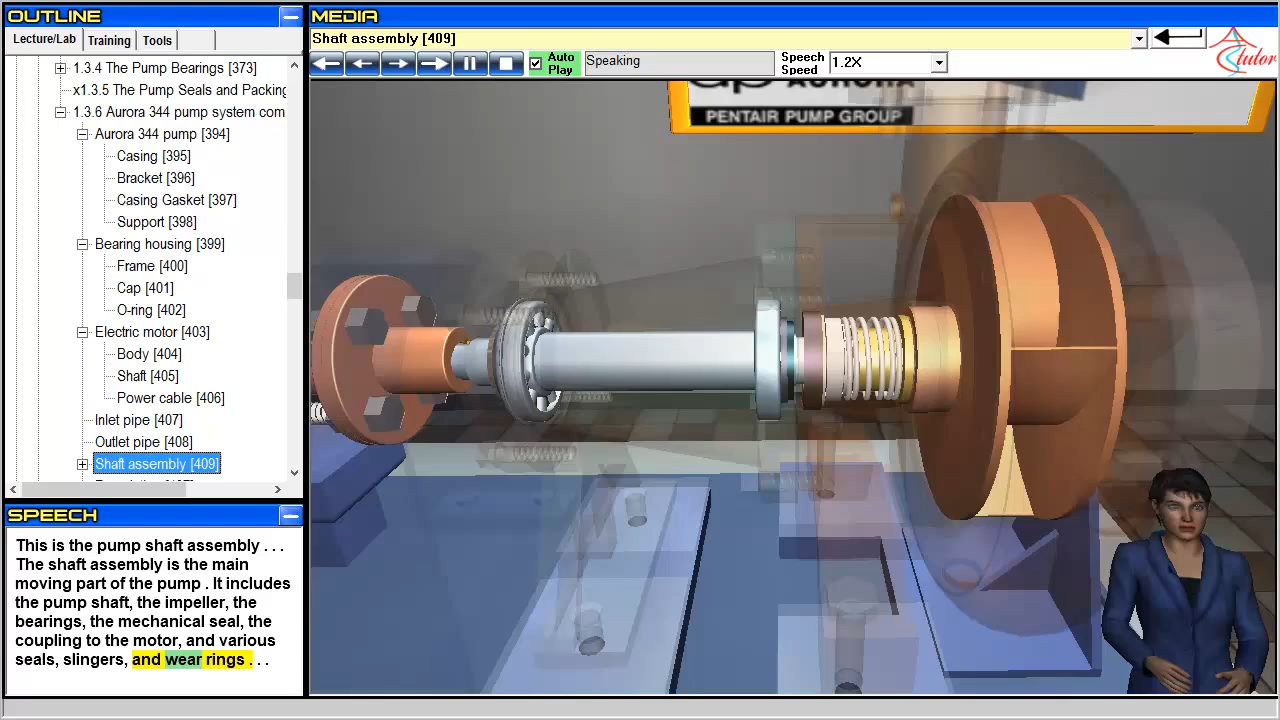 OUTLINE
Lecture/Lab Training Tools
1.3.4 The Pump Bearings [373]
x1.3.5 The Pump Seals and Packing
1.3.6 Aurora 344 pump system com
Aurora 344 pump [394]
Casing [395]
Bracket [396]
Casing Gasket [397]
Support [398]
Bearing housing [399]
Frame [400]
Cap [401]
O-ring [402]
Electric motor [403]
Body [404]
Shaft [405]
Power cable [406]
Inlet pipe [407]
Outlet pipe [408]
Shaft assembly [409]
SPEECH
This is the pump shaft assembly . . .
The shaft assembly is the main
moving part of the pump . It includes
the pump shaft, the impeller, the
bearings, the mechanical seal, the
coupling to the motor, and various
seals, slingers, and wear rings . . .
MEDIA
Shaft assembly [409]
Auto
Play
Speaking
Speech
Speed
1.2X
tutor
PENTAIR PUMP GROUP